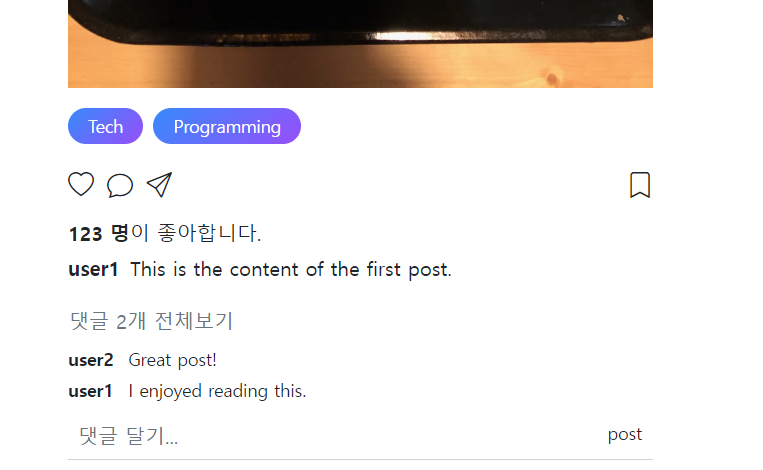 Tech Programming
123 명이 좋아합니다.
user1 This is the content of the first post.
댓글 2개 전체보기
user2 Great post!
user1 I enjoyed reading this.
댓글 달기... post